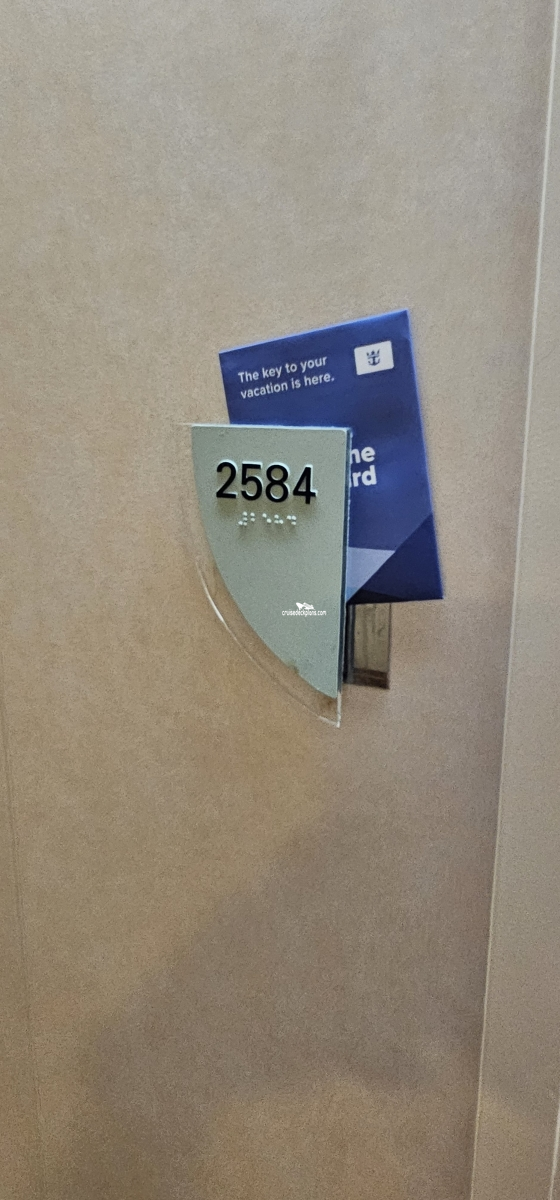 The key to your
vacation is here.
2584
cruisedeckplans.com